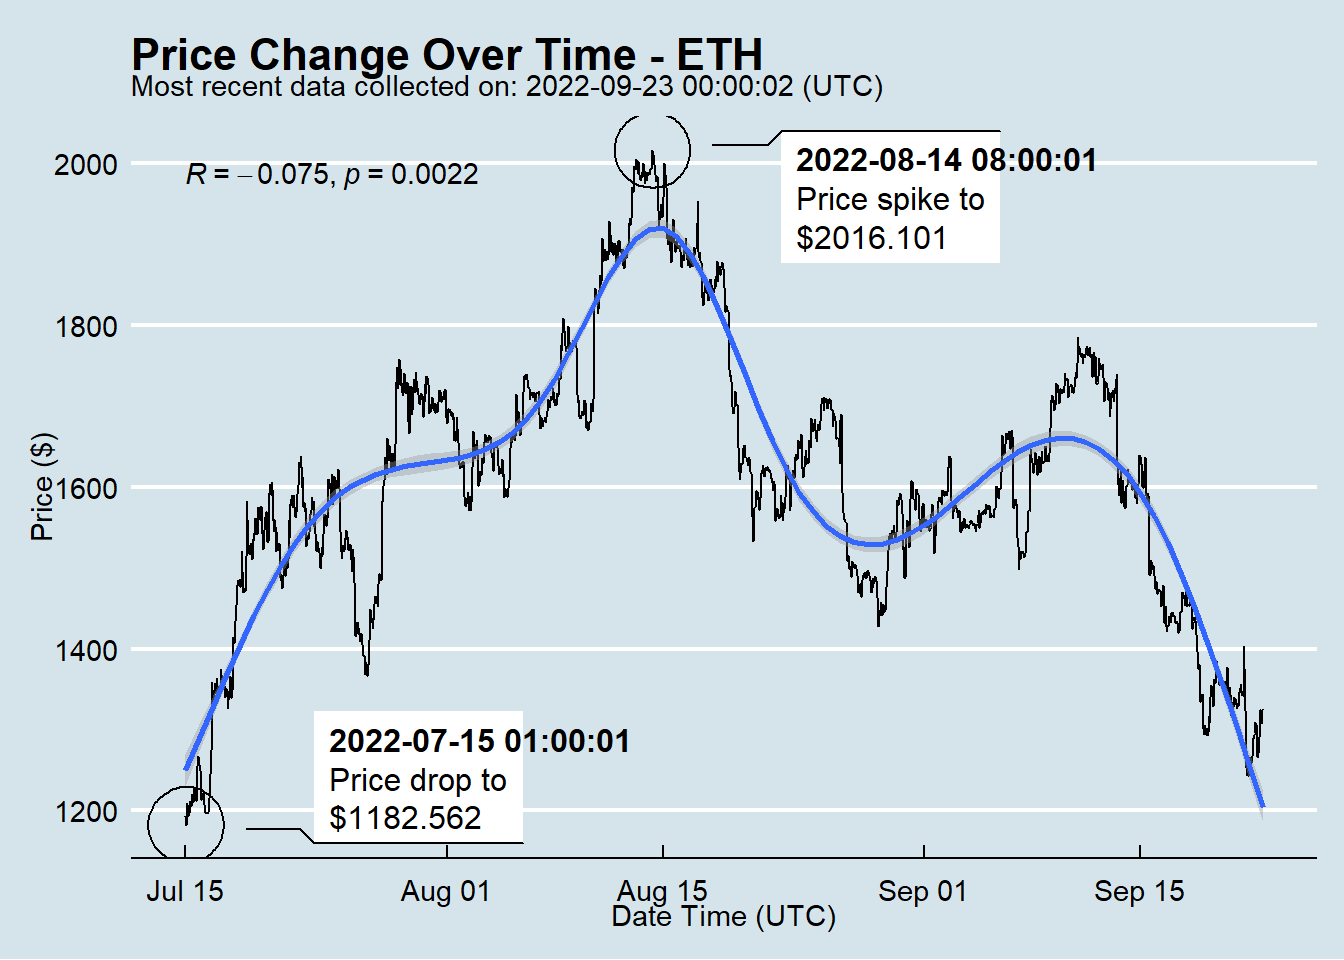 Price Change Over Time - ETH
Most recent data collected on: 2022-09-23 00:00:02 (UTC)
R = −0.075, p = 0.0022
2022-08-14 08:00:01
Price spike to
$2016.101
2022-07-15 01:00:01
Price drop to
$1182.562
Price ($)
2000
1800
1600
1400
1200
Jul 15
Aug 01
Aug 15
Sep 01
Sep 15
Date Time (UTC)